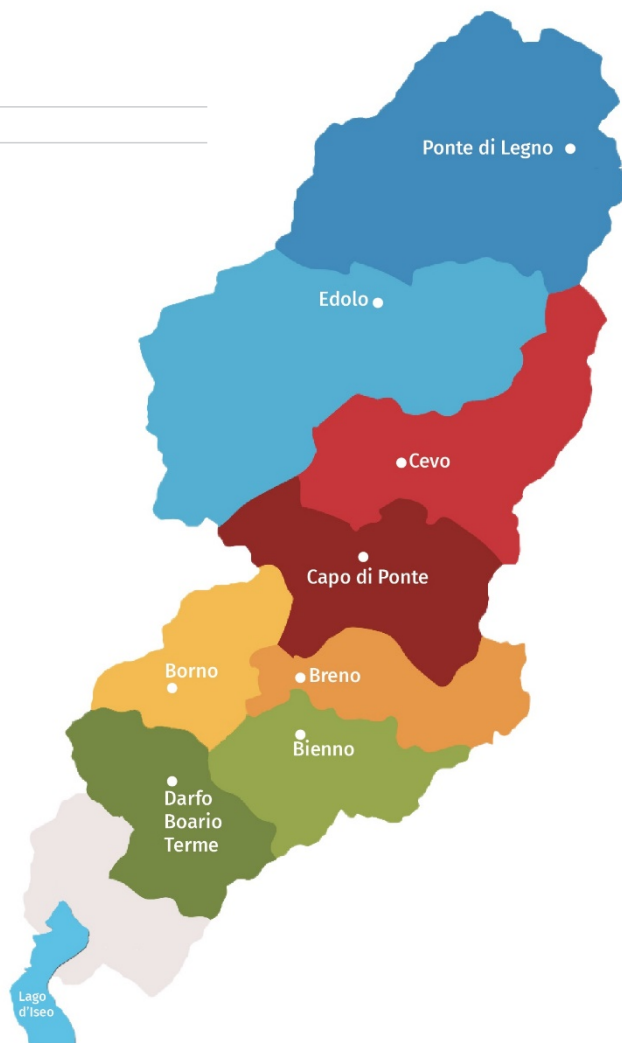 Ponte di Legno
Edolo
Cevo
Capo di Ponte
Borno
Breno
Bienno
Darfo
Boario
Terme
Lago
d'Iseo